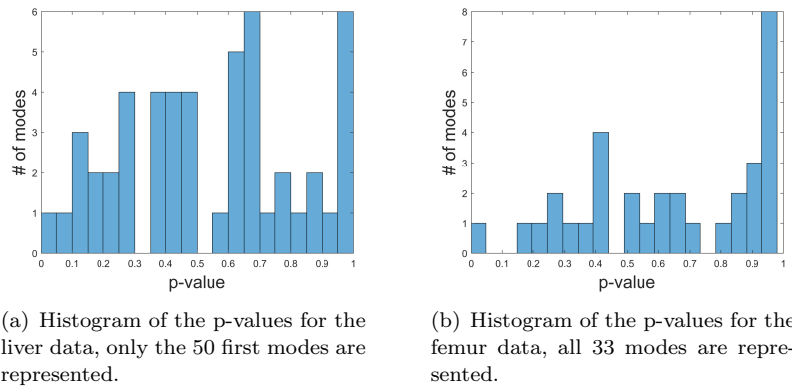 6
5
4
3
2
1
0
# of modes
0 0.1 0.2 0.3 0.4 0.5 0.6 0.7 0.8 0.9 1
p-value
8
7
6
5
4
3
2
1
0
# of modes
0 0.1 0.2 0.3 0.4 0.5 0.6 0.7 0.8 0.9 1
p-value
(a) Histogram of the p-values for the
liver data, only the 50 first modes are
represented.
(b) Histogram of the p-values for the
femur data, all 33 modes are repre-
sented.